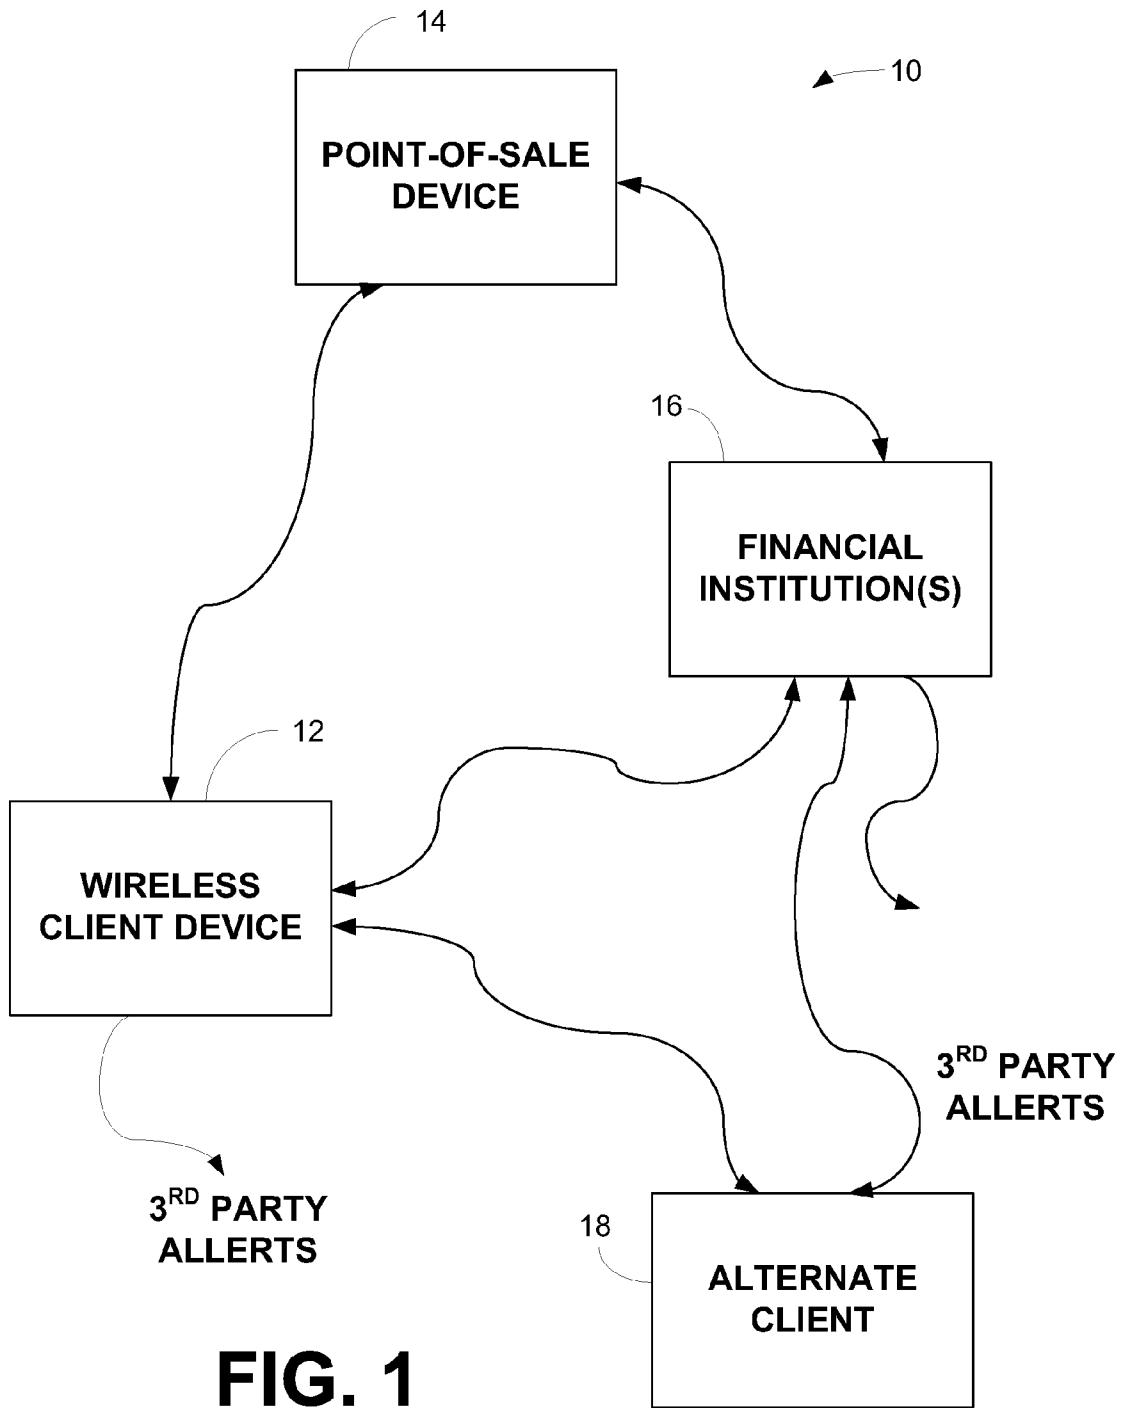 14
10
POINT-OF-SALE
DEVICE
16
FINANCIAL
INSTITUTION(S)
12
WIRELESS
CLIENT DEVICE
3RD PARTY
ALLERTS
3RD PARTY
ALLERTS
18
ALTERNATE
CLIENT
FIG. 1